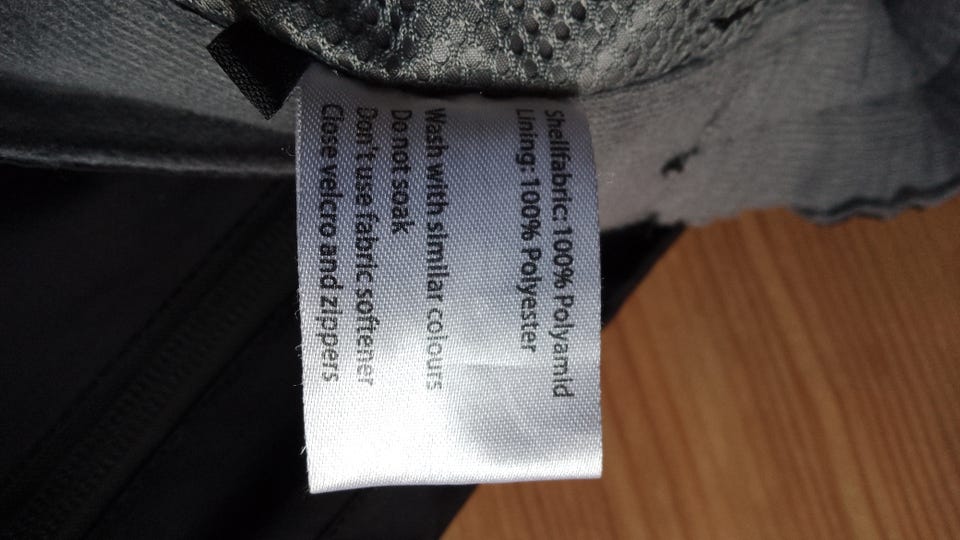 Shellfabric: 100% Polyamid
Lining: 100% Polyester
Wash with similar colours
Do not soak
Don't use fabric softener
Close velcro and zippers